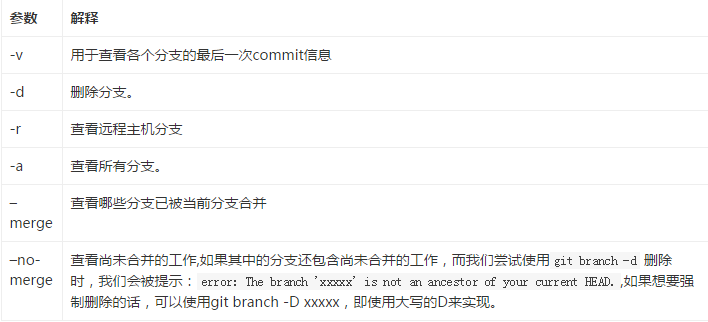 参数 解释
-v 用于查看各个分支的最后一次commit信息
-d 删除分支。
-r 查看远程主机分支
-a 查看所有分支。
–
merge 查看哪些分支已被当前分支合并
–no-
merge 查看尚未合并的工作,如果其中的分支还包含尚未合并的工作，而我们尝试使用 git branch -d 删除
时，我们会被提示：error: The branch 'xxxxx' is not an ancestor of your current HEAD. ,如果想要强
制删除的话，可以使用git branch -D xxxxx，即使用大写的D来实现。